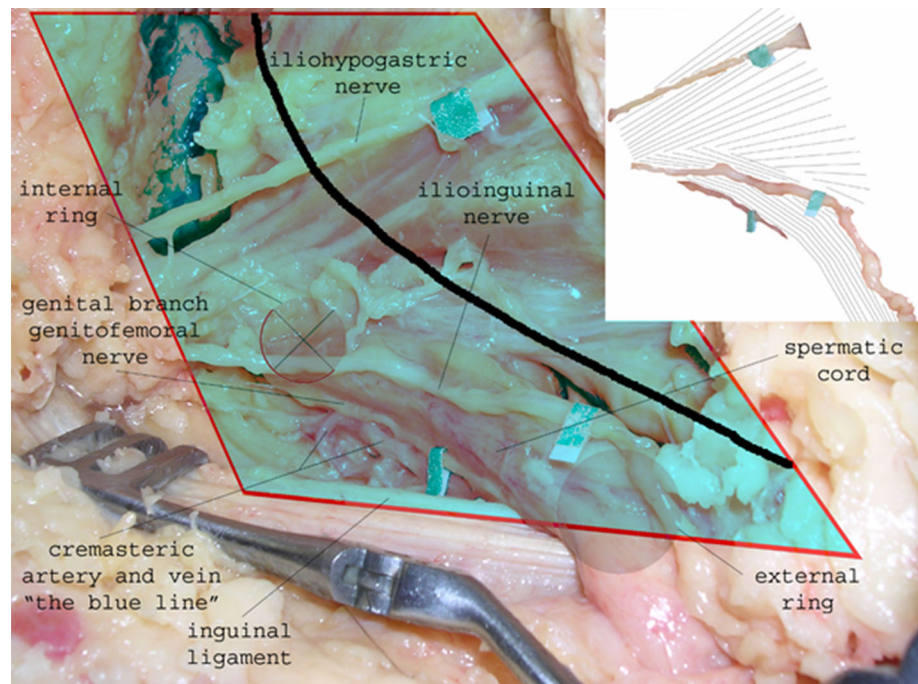 iliohypogastric
nerve
internal
ring
ilioinguinal
nerve
genital branch
genitofemoral
nerve
spermatic
cord
cremasteric
artery and vein
"the blue line"
external
ring
inguinal
ligament